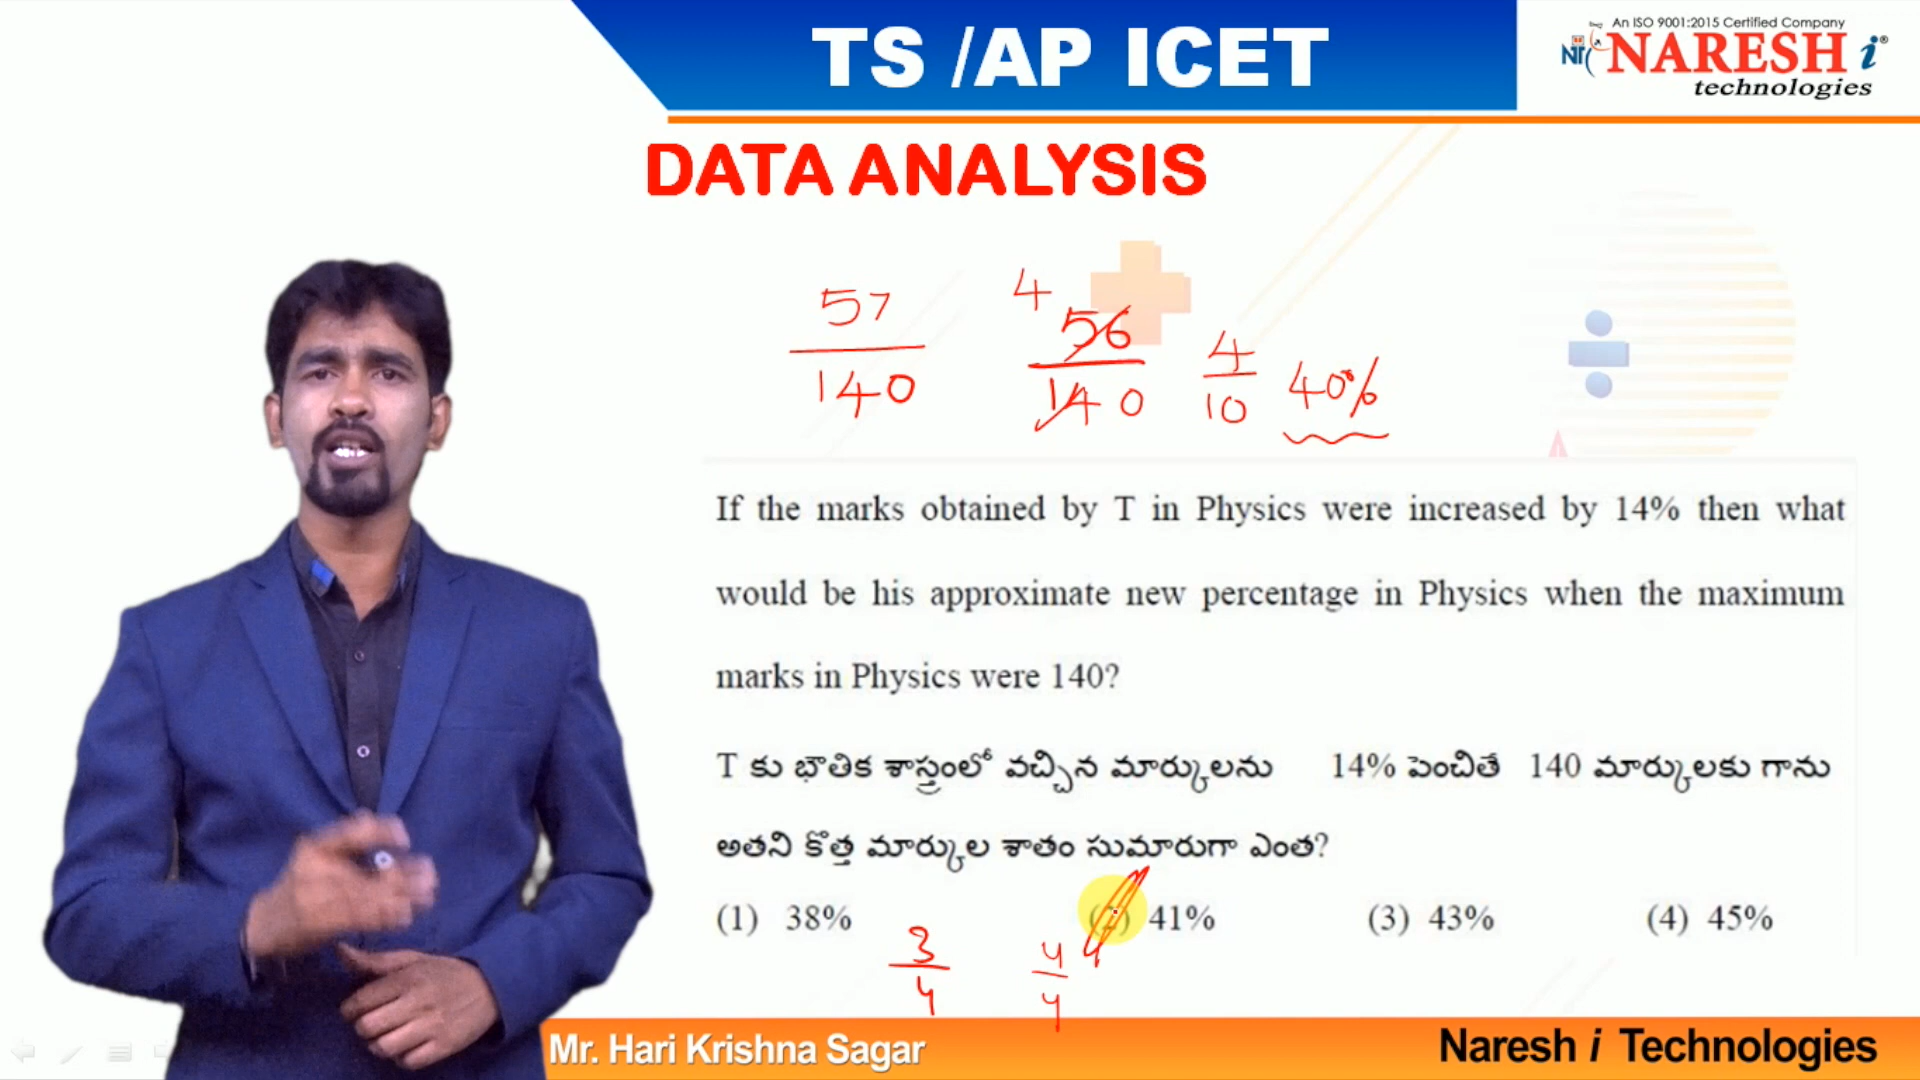 TS /AP ICET
An ISO 9001:2015 Certified Company
NARESH i
technologies
DATA ANALYSIS
57
140
4
56
140
4
10
40%
If the marks obtained by T in Physics were increased by 14% then what
would be his approximate new percentage in Physics when the maximum
marks in Physics were 140?
T కు భౌతిక శాస్త్రంలో వచ్చిన మార్కులను 14% పెంచితే 140 మార్కులకు గాను
అతని కొత్త మార్కుల శాతం సుమారుగా ఎంత?
(1) 38% (2) 41% (3) 43% (4) 45%
3
4
4
4
Mr. Hari Krishna Sagar
Naresh i Technologies